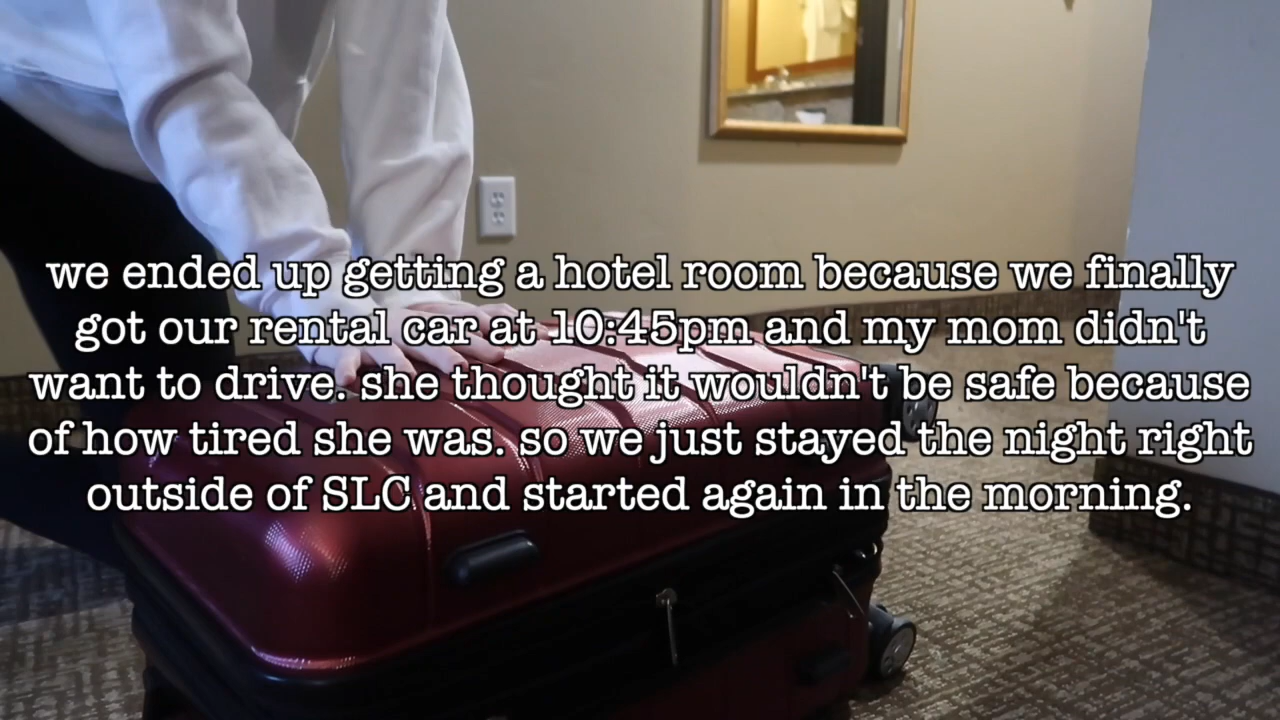 we ended up getting a hotel room because we finally
got our rental car at 10:45pm and my mom didn't
want to drive. she thought it wouldn't be safe because
of how tired she was. so we just stayed the night right
outside of SLC and started again in the morning.